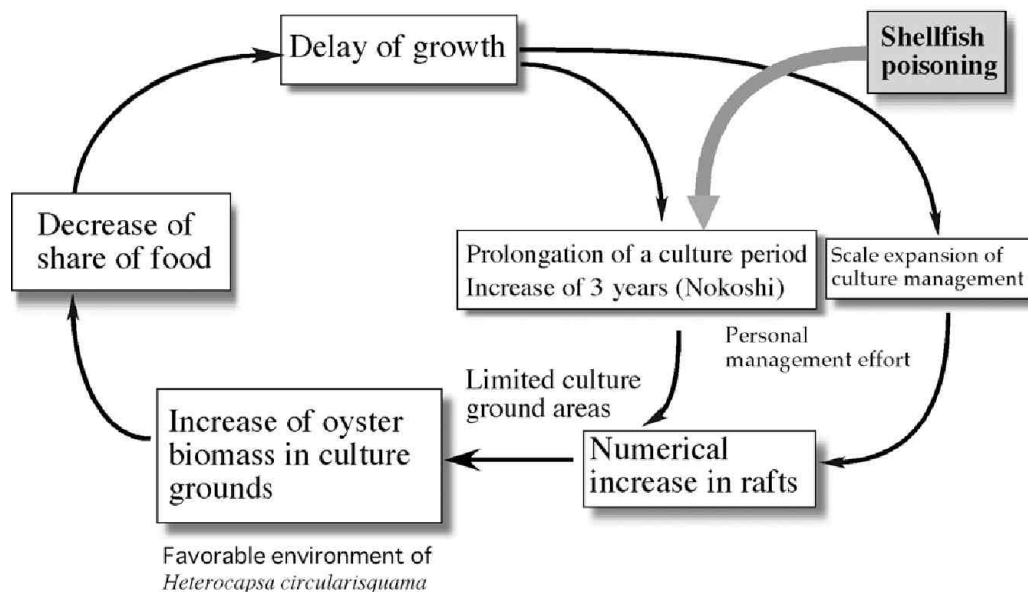 Delay of growth
Shellfish
poisoning
Decrease of
share of food
Prolongation of a culture period
Increase of 3 years (Nokoshi)
Scale expansion of
culture management
Personal
management effort
Limited culture
ground areas
Increase of oyster
biomass in culture
grounds
Numerical
increase in rafts
Favorable environment of
Heterocapsa circularisquama